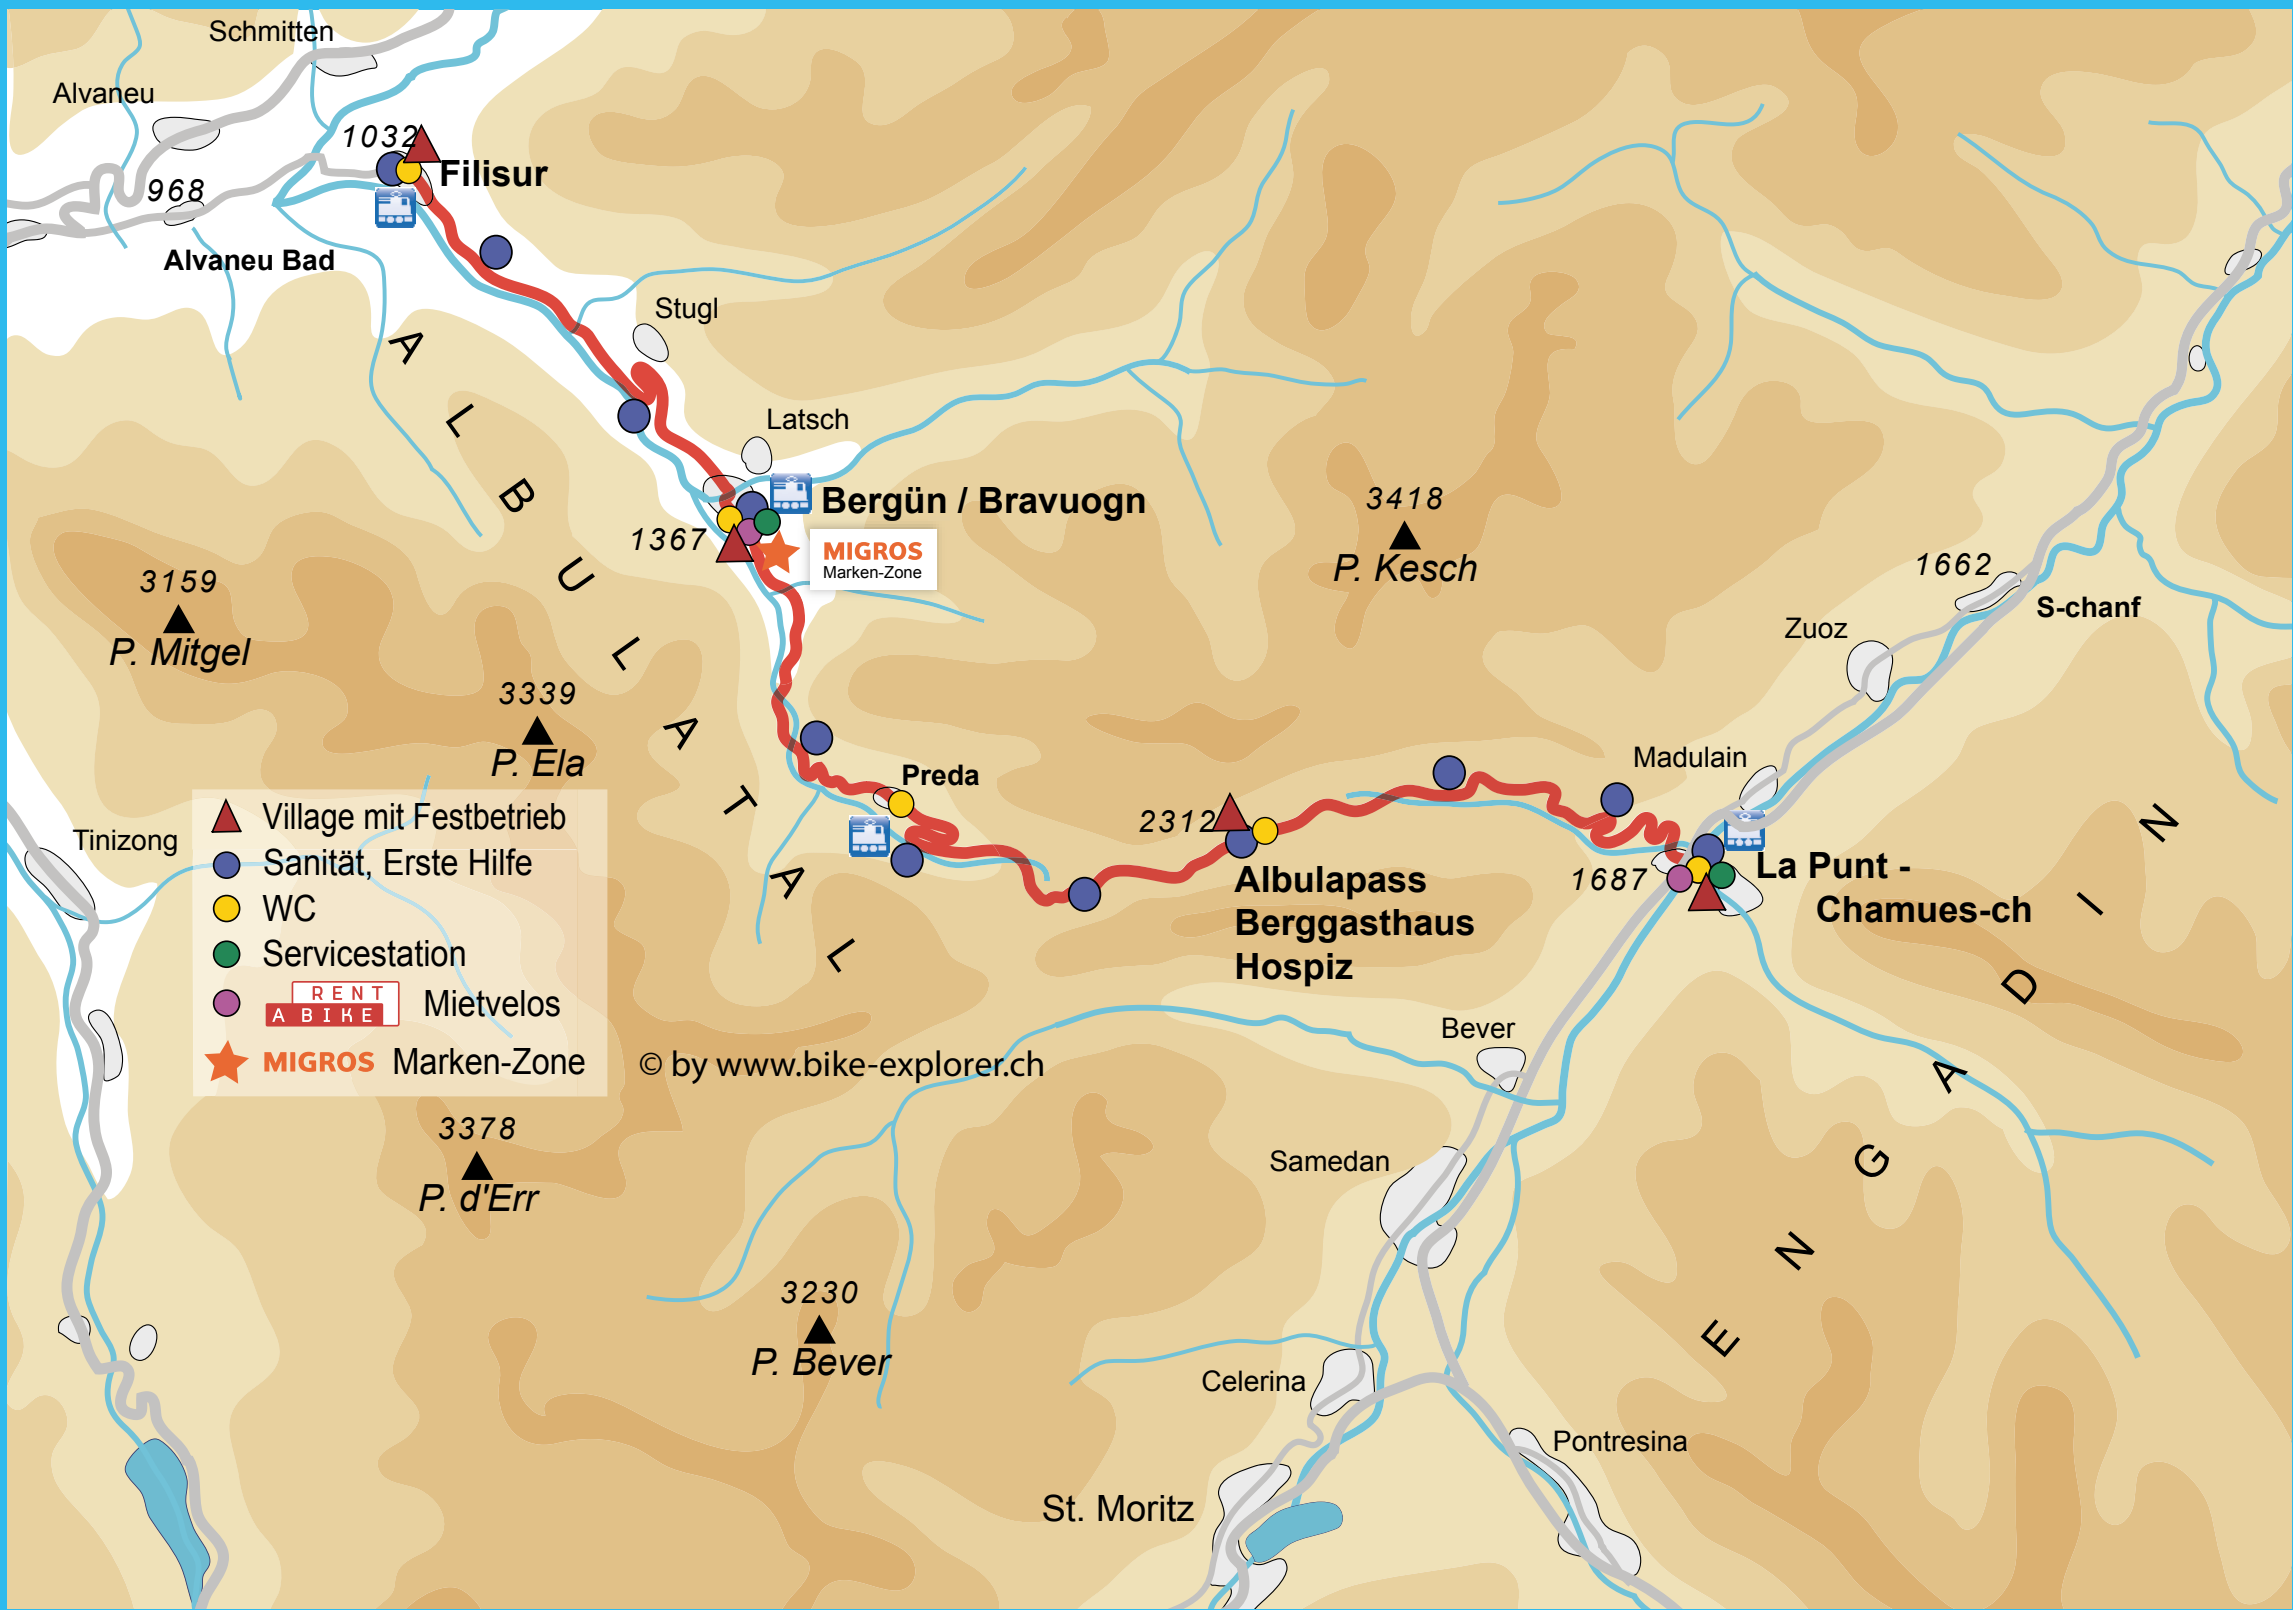 Schmitten
Alvaneu
1032
Filisur
968
Alvaneu Bad
Stugl
ALBULATAL
Latsch
Bergün / Bravuogn
1367
MIGROS
Marken-Zone
3418
P. Kesch
3159
P. Mitgel
1662
S-chanf
Zuoz
3339
P. Ela
Preda
Madulain
2312
Albulapass
Berggasthaus
Hospiz
1687
La Punt -
Chamues-ch
Tinizong
Village mit Festbetrieb
Sanität, Erste Hilfe
WC
Servicestation
RENT
A BIKE
Mietvelos
MIGROS Marken-Zone
© by www.bike-explorer.ch
ENGADIN
Bever
3378
P. d'Err
Samedan
3230
P. Bever
Celerina
Pontresina
St. Moritz